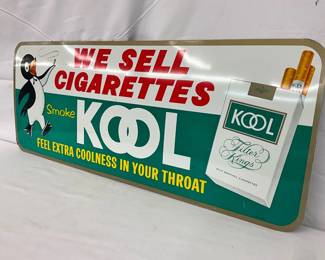 WE SELL
CIGARETTES
Smoke
KOOL
FEEL EXTRA COOLNESS IN YOUR THROAT
KOOL
Filter
Kings